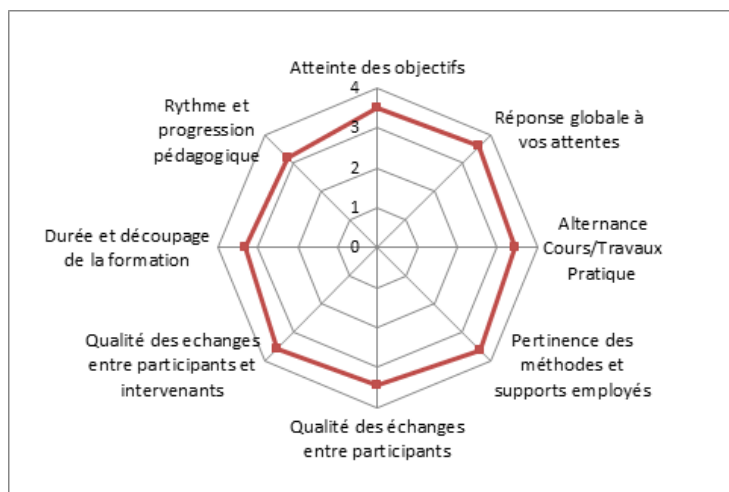 Atteinte des objectifs
4
3
2
1
0
Réponse globale à
vos attentes
Alternance
Cours/Travaux
Pratique
Pertinence des
méthodes et
supports employés
Qualité des échanges
entre participants
Qualité des echanges
entre participants et
intervenants
Durée et découpage
de la formation
Rythme et
progression
pédagogique